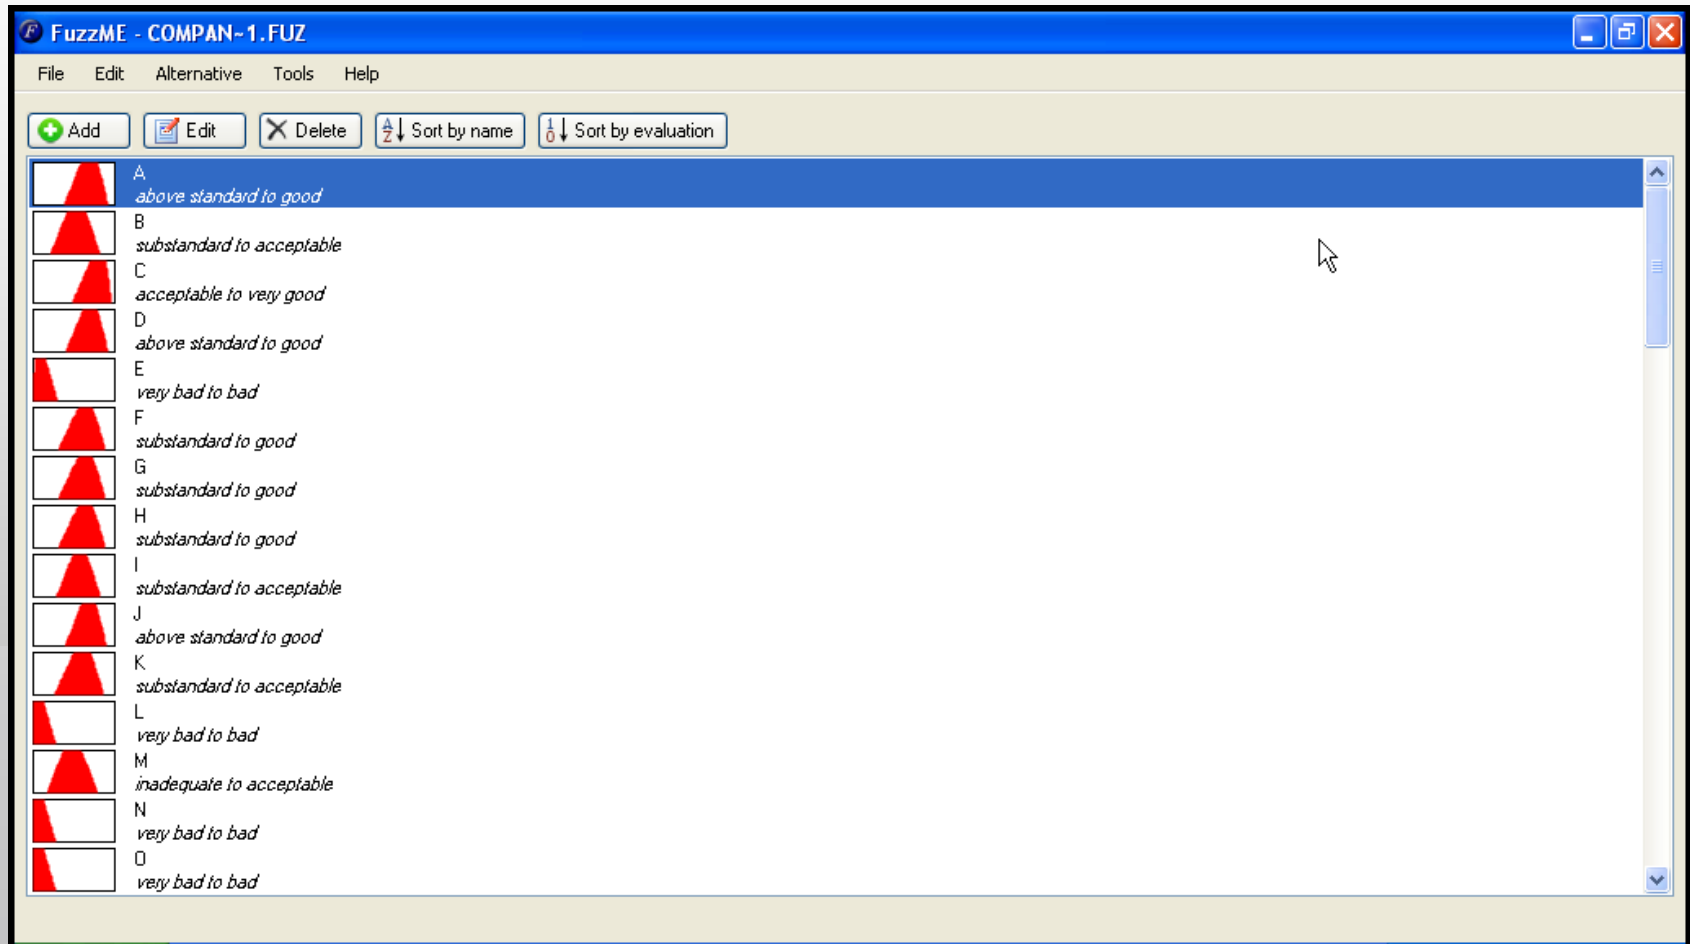 FuzzME - COMPAN~1.FUZ
File Edit Alternative Tools Help
Add Edit Delete Sort by name Sort by evaluation
A
above standard to good
B
substandard to acceptable
C
acceptable to very good
D
above standard to good
E
very bad to bad
F
substandard to good
G
substandard to good
H
substandard to good
I
substandard to acceptable
J
above standard to good
K
substandard to acceptable
L
very bad to bad
M
inadequate to acceptable
N
very bad to bad
O
very bad to bad